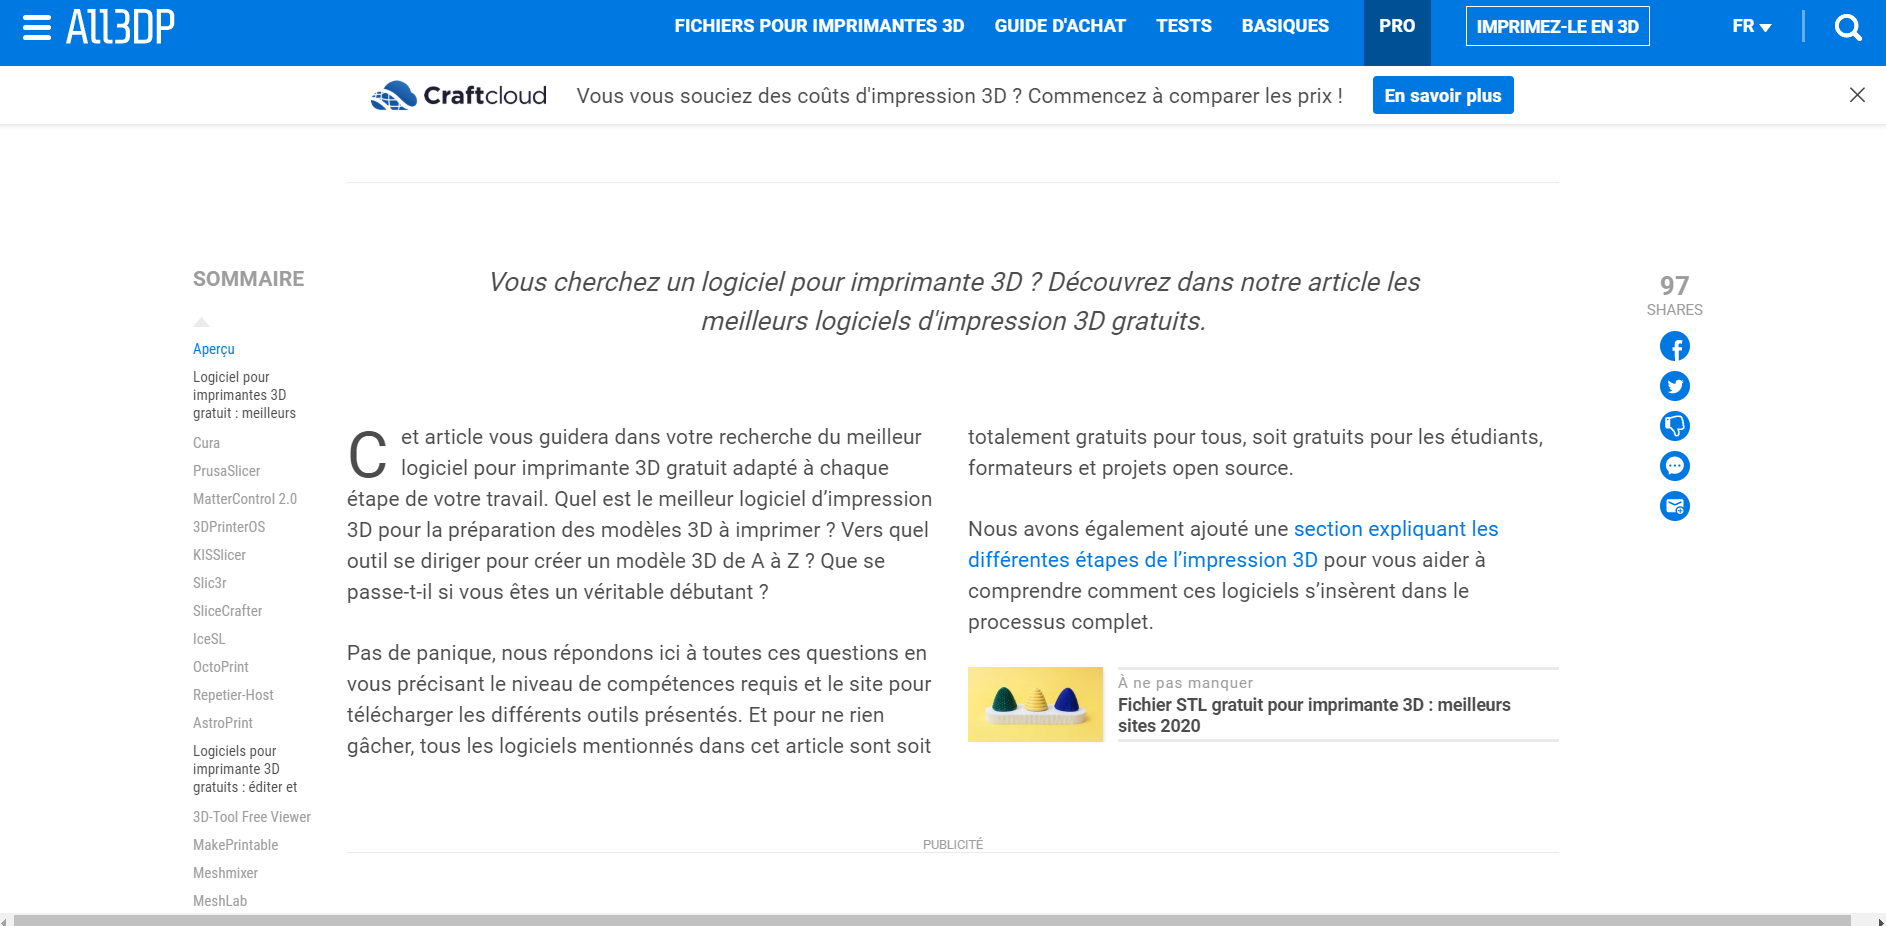 ALL3DP
FICHIERS POUR IMPRIMANTES 3D
GUIDE D'ACHAT
TESTS
BASIQUES
PRO
IMPRIMEZ-LE EN 3D
FR
Craftcloud
Vous vous souciez des coûts d'impression 3D ? Commencez à comparer les prix !
En savoir plus
SOMMAIRE
Aperçu
Logiciel pour
imprimantes 3D
gratuit : meilleurs
Cura
PrusaSlicer
MatterControl 2.0
3DPrinterOS
KISSlicer
Slic3r
SliceCrafter
IceSL
OctoPrint
Repetier-Host
AstroPrint
Logiciels pour
imprimante 3D
gratuits : éditer et
3D-Tool Free Viewer
MakePrintable
Meshmixer
MeshLab
Vous cherchez un logiciel pour imprimante 3D ? Découvrez dans notre article les
meilleurs logiciels d'impression 3D gratuits.
Cet article vous guidera dans votre recherche du meilleur
logiciel pour imprimante 3D gratuit adapté à chaque
étape de votre travail. Quel est le meilleur logiciel d’impression
3D pour la préparation des modèles 3D à imprimer ? Vers quel
outil se diriger pour créer un modèle 3D de A à Z ? Que se
passe-t-il si vous êtes un véritable débutant ?
Pas de panique, nous répondons ici à toutes ces questions en
vous précisant le niveau de compétences requis et le site pour
télécharger les différents outils présentés. Et pour ne rien
gâcher, tous les logiciels mentionnés dans cet article sont soit
totalement gratuits pour tous, soit gratuits pour les étudiants,
formateurs et projets open source.
Nous avons également ajouté une section expliquant les
différentes étapes de l’impression 3D pour vous aider à
comprendre comment ces logiciels s’insèrent dans le
processus complet.
À ne pas manquer
Fichier STL gratuit pour imprimante 3D : meilleurs
sites 2020
97
SHARES
PUBLICITÉ